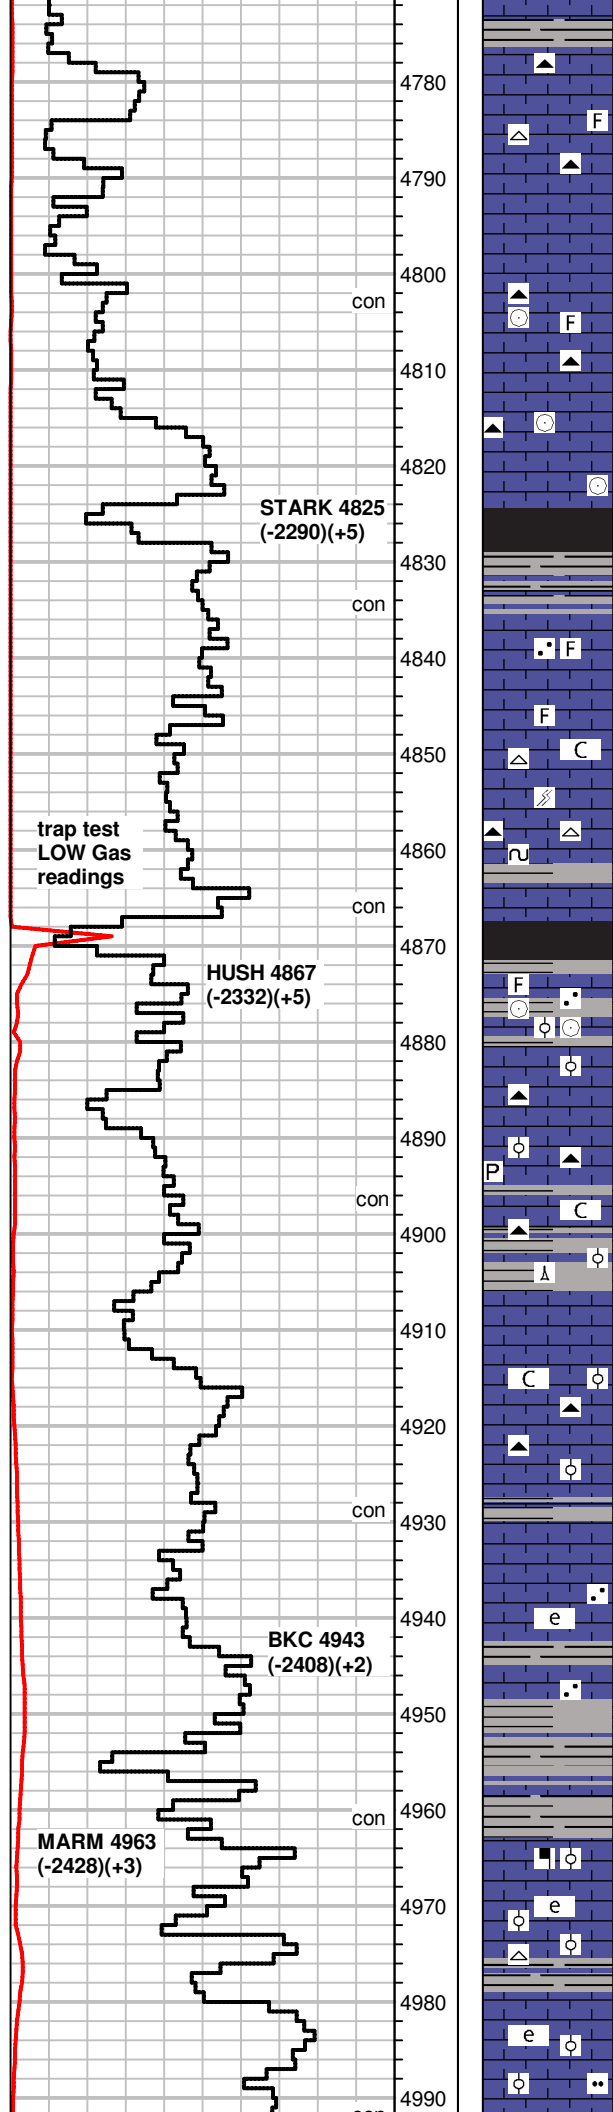 4780
F
4790
4800
con
F
4810
4820
STARK 4825
(-2290)(+5)
4830
con
4840
F
F
4850
C
trap test
LOW Gas
readings
4860
con
4870
HUSH 4867
(-2332)(+5)
F
4880
4890
P
con
C
4900
4910
C
4920
con
4930
4940
e
BKC 4943
(-2408)(+2)
4950
4960
con
MARM 4963
(-2428)(+3)
4970
e
4980
e
4990